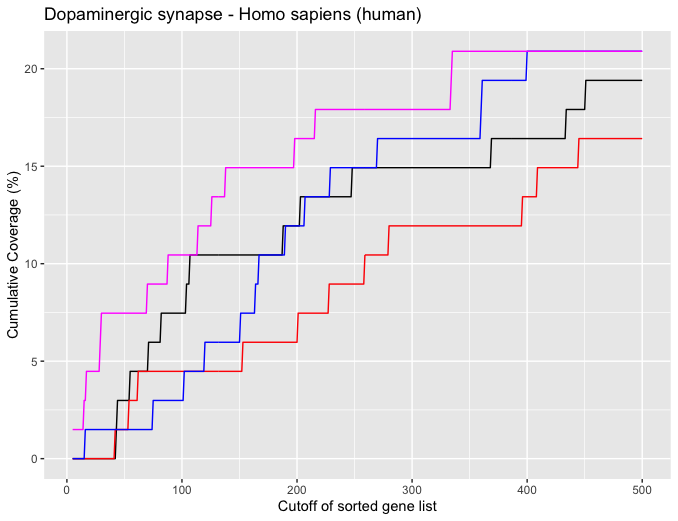 Dopaminergic synapse - Homo sapiens (human)
Cumulative Coverage (%)
20
15
10
5
0
0 100 200 300 400 500
Cutoff of sorted gene list